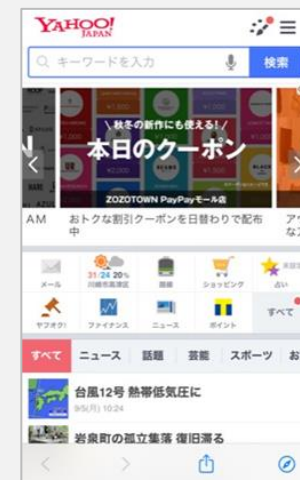 YAHOO!
JAPAN
キーワードを入力
検索
\ 秋冬の新作にも使える! /
本日のクーポン
ZOZOTOWN PayPayモール店
AM
おトクな割引クーポンを日替わりで配布中
メール
31/24 20%
川崎市高津区
路線
ショッピング
占い
ヤフオク!
ファイナンス
ニュース
ポイント
すべて
すべて
ニュース
話題
芸能
スポーツ
台風12号 熱帯低気圧に
9/5(月) 10:24
岩泉町の孤立集落 復旧滞る